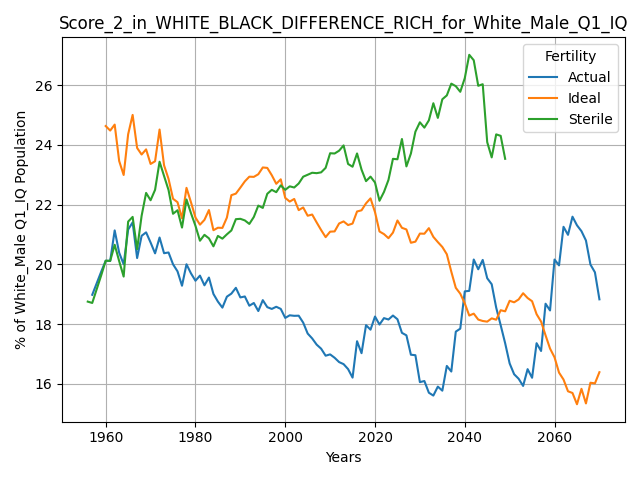 Score_2_in_WHITE_BLACK_DIFFERENCE_RICH_for_White_Male_Q1_IQ
Fertility
Actual
Ideal
Sterile
% of White_Male Q1_IQ Population
26
24
22
20
18
16
1960
1980
2000
2020
2040
2060
Years